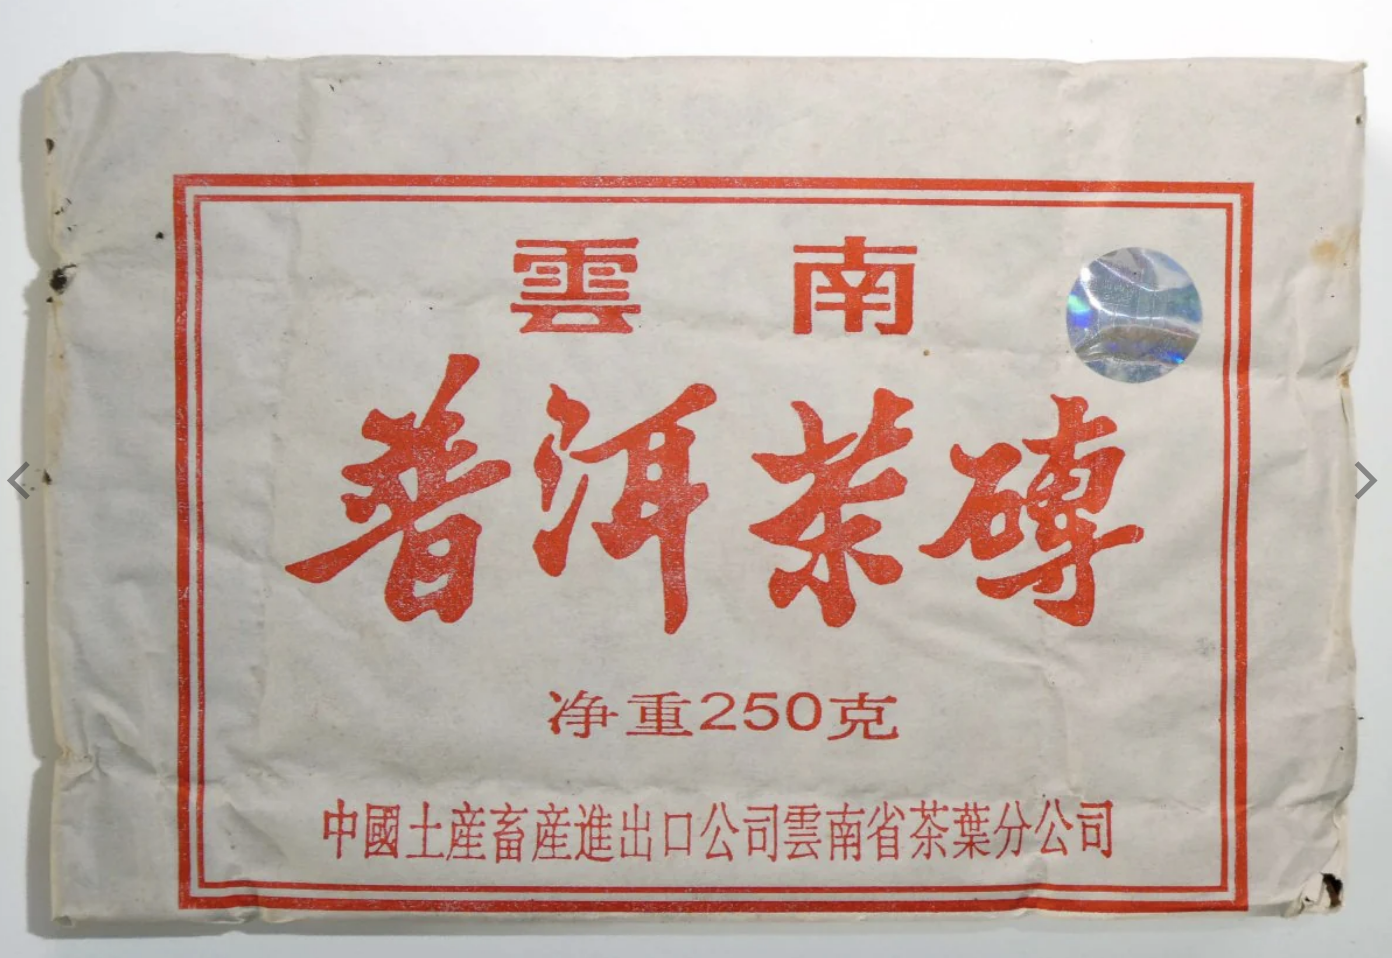 雲南
普洱茶磚
净重250克
中國土産畜産進出口公司雲南省茶葉分公司